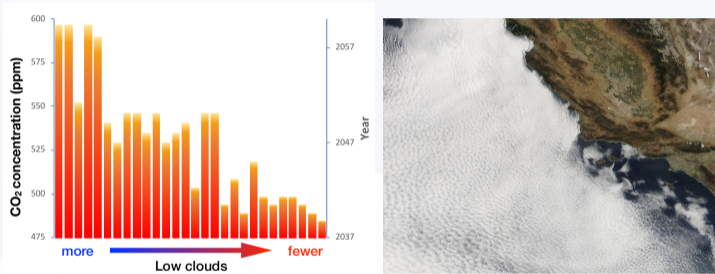 600
575
550
525
500
475
CO₂ concentration (ppm)
2057
2047
2037
Year
more
fewer
Low clouds